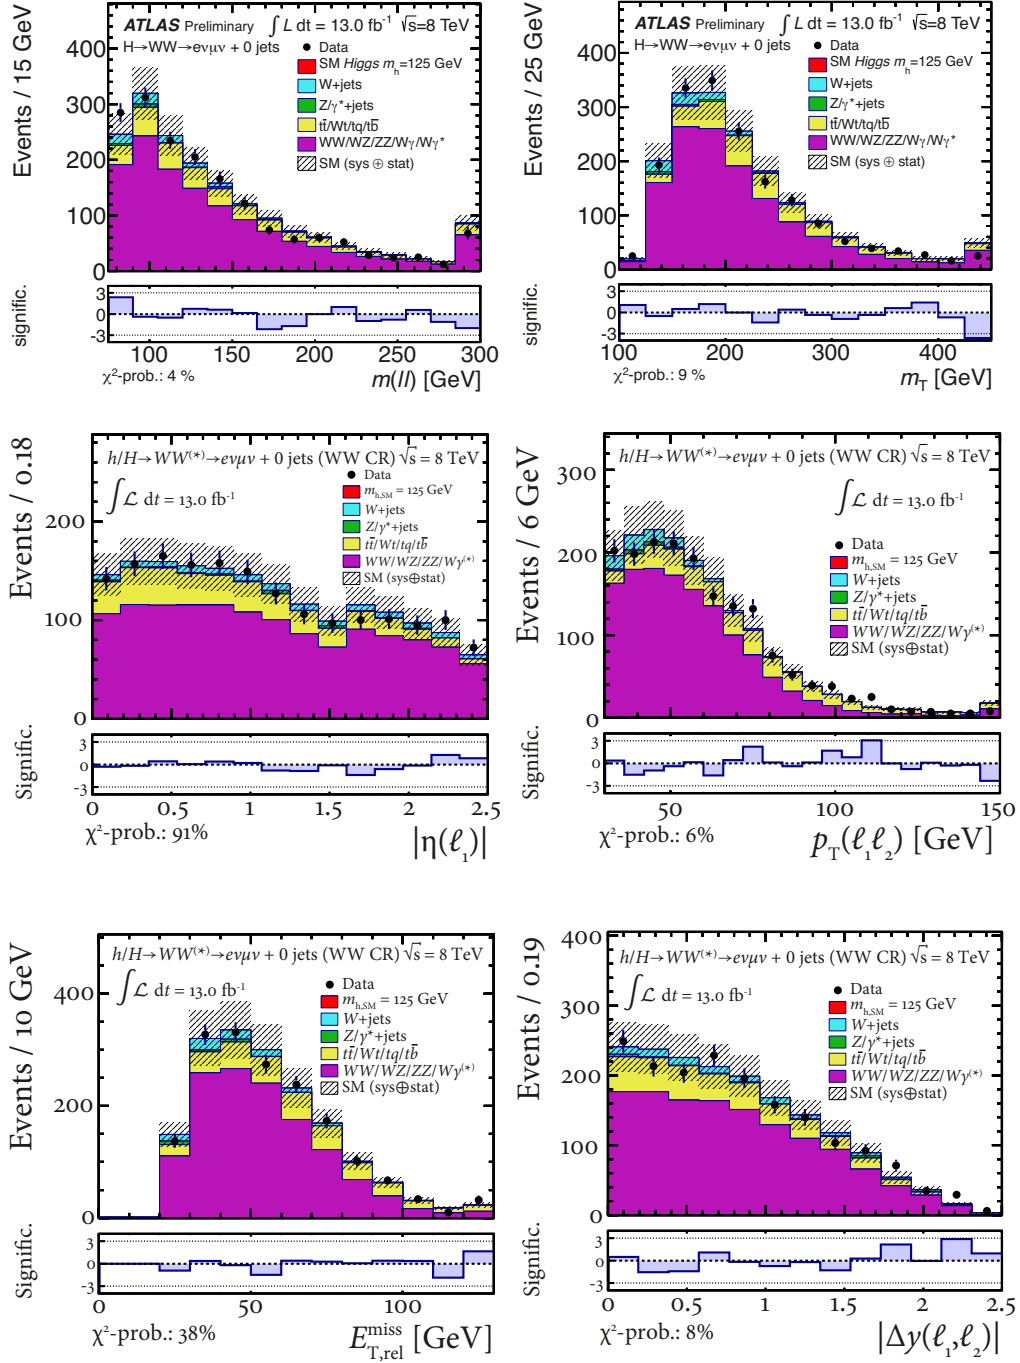 ATLAS Preliminary ∫ L dt = 13.0 fb⁻¹ √s=8 TeV
H→WW→eνμν + 0 jets
Data
SM Higgs m_h=125 GeV
W+jets
Z/γ*+jets
tt̄/Wt/tq/tb̄
WW/WZ/ZZ/Wγ/Wγ*
SM (sys ⊕ stat)
Events / 15 GeV
400
300
200
100
0
signific.
3
0
-3
100 150 200 250 300
χ²-prob.: 4 %
m(ll) [GeV]
ATLAS Preliminary ∫ L dt = 13.0 fb⁻¹ √s=8 TeV
H→WW→eνμν + 0 jets
Data
SM Higgs m_h=125 GeV
W+jets
Z/γ*+jets
tt̄/Wt/tq/tb̄
WW/WZ/ZZ/Wγ/Wγ*
SM (sys ⊕ stat)
Events / 25 GeV
400
300
200
100
0
signific.
3
0
-3
100 200 300 400
χ²-prob.: 9 %
m_T [GeV]
h/H→WW(*)→eνμν + 0 jets (WW CR) √s = 8 TeV
∫ L dt = 13.0 fb⁻¹
Data
m_h,SM = 125 GeV
W+jets
Z/γ*+jets
tt̄/Wt/tq/tb̄
WW/WZ/ZZ/Wγ(*)
SM (sys⊕stat)
Events / 0.18
200
100
0
Signific.
3
0
-3
0 0.5 1 1.5 2 2.5
χ²-prob.: 91%
|η(ℓ₁)|
h/H→WW(*)→eνμν + 0 jets (WW CR) √s = 8 TeV
∫ L dt = 13.0 fb⁻¹
Data
m_h,SM = 125 GeV
W+jets
Z/γ*+jets
tt̄/Wt/tq/tb̄
WW/WZ/ZZ/Wγ(*)
SM (sys⊕stat)
Events / 6 GeV
300
200
100
0
Signific.
3
0
-3
50 100 150
χ²-prob.: 6%
p_T(ℓ₁ℓ₂) [GeV]
h/H→WW(*)→eνμν + 0 jets (WW CR) √s = 8 TeV
∫ L dt = 13.0 fb⁻¹
Data
m_h,SM = 125 GeV
W+jets
Z/γ*+jets
tt̄/Wt/tq/tb̄
WW/WZ/ZZ/Wγ(*)
SM (sys⊕stat)
Events / 10 GeV
400
200
0
Signific.
3
0
-3
0 50 100
χ²-prob.: 38%
E_T,rel^miss [GeV]
h/H→WW(*)→eνμν + 0 jets (WW CR) √s = 8 TeV
∫ L dt = 13.0 fb⁻¹
Data
m_h,SM = 125 GeV
W+jets
Z/γ*+jets
tt̄/Wt/tq/tb̄
WW/WZ/ZZ/Wγ(*)
SM (sys⊕stat)
Events / 0.19
400
300
200
100
0
Signific.
3
0
-3
0 0.5 1 1.5 2 2.5
χ²-prob.: 8%
|Δy(ℓ₁,ℓ₂)|